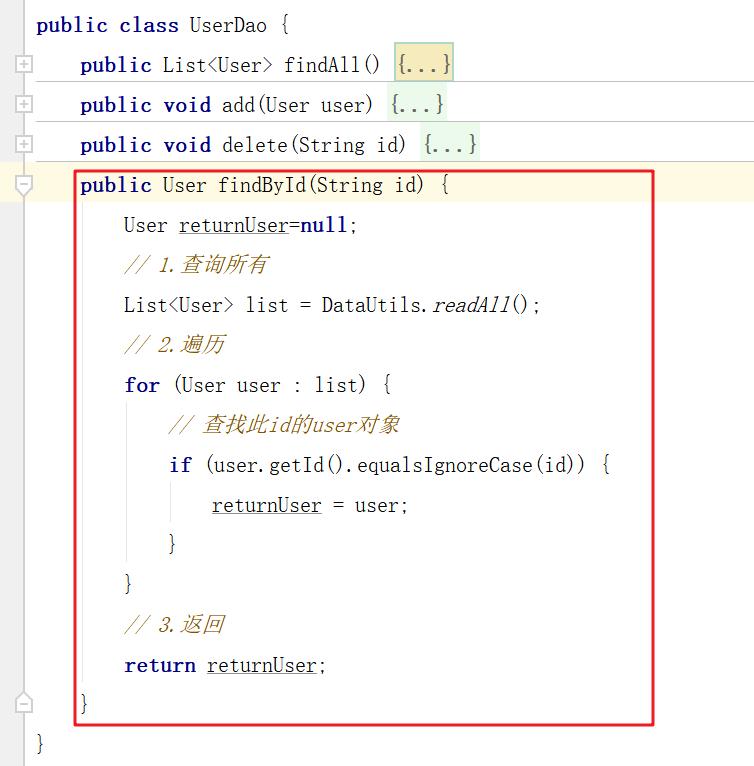 public class UserDao {
public List<User> findAll() {...}
public void add(User user) {...}
public void delete(String id) {...}
public User findById(String id) {
User returnUser=null;
// 1.查询所有
List<User> list = DataUtils.readAll();
// 2.遍历
for (User user : list) {
// 查找此id的user对象
if (user.getId().equalsIgnoreCase(id)) {
returnUser = user;
}
}
// 3.返回
return returnUser;
}
}